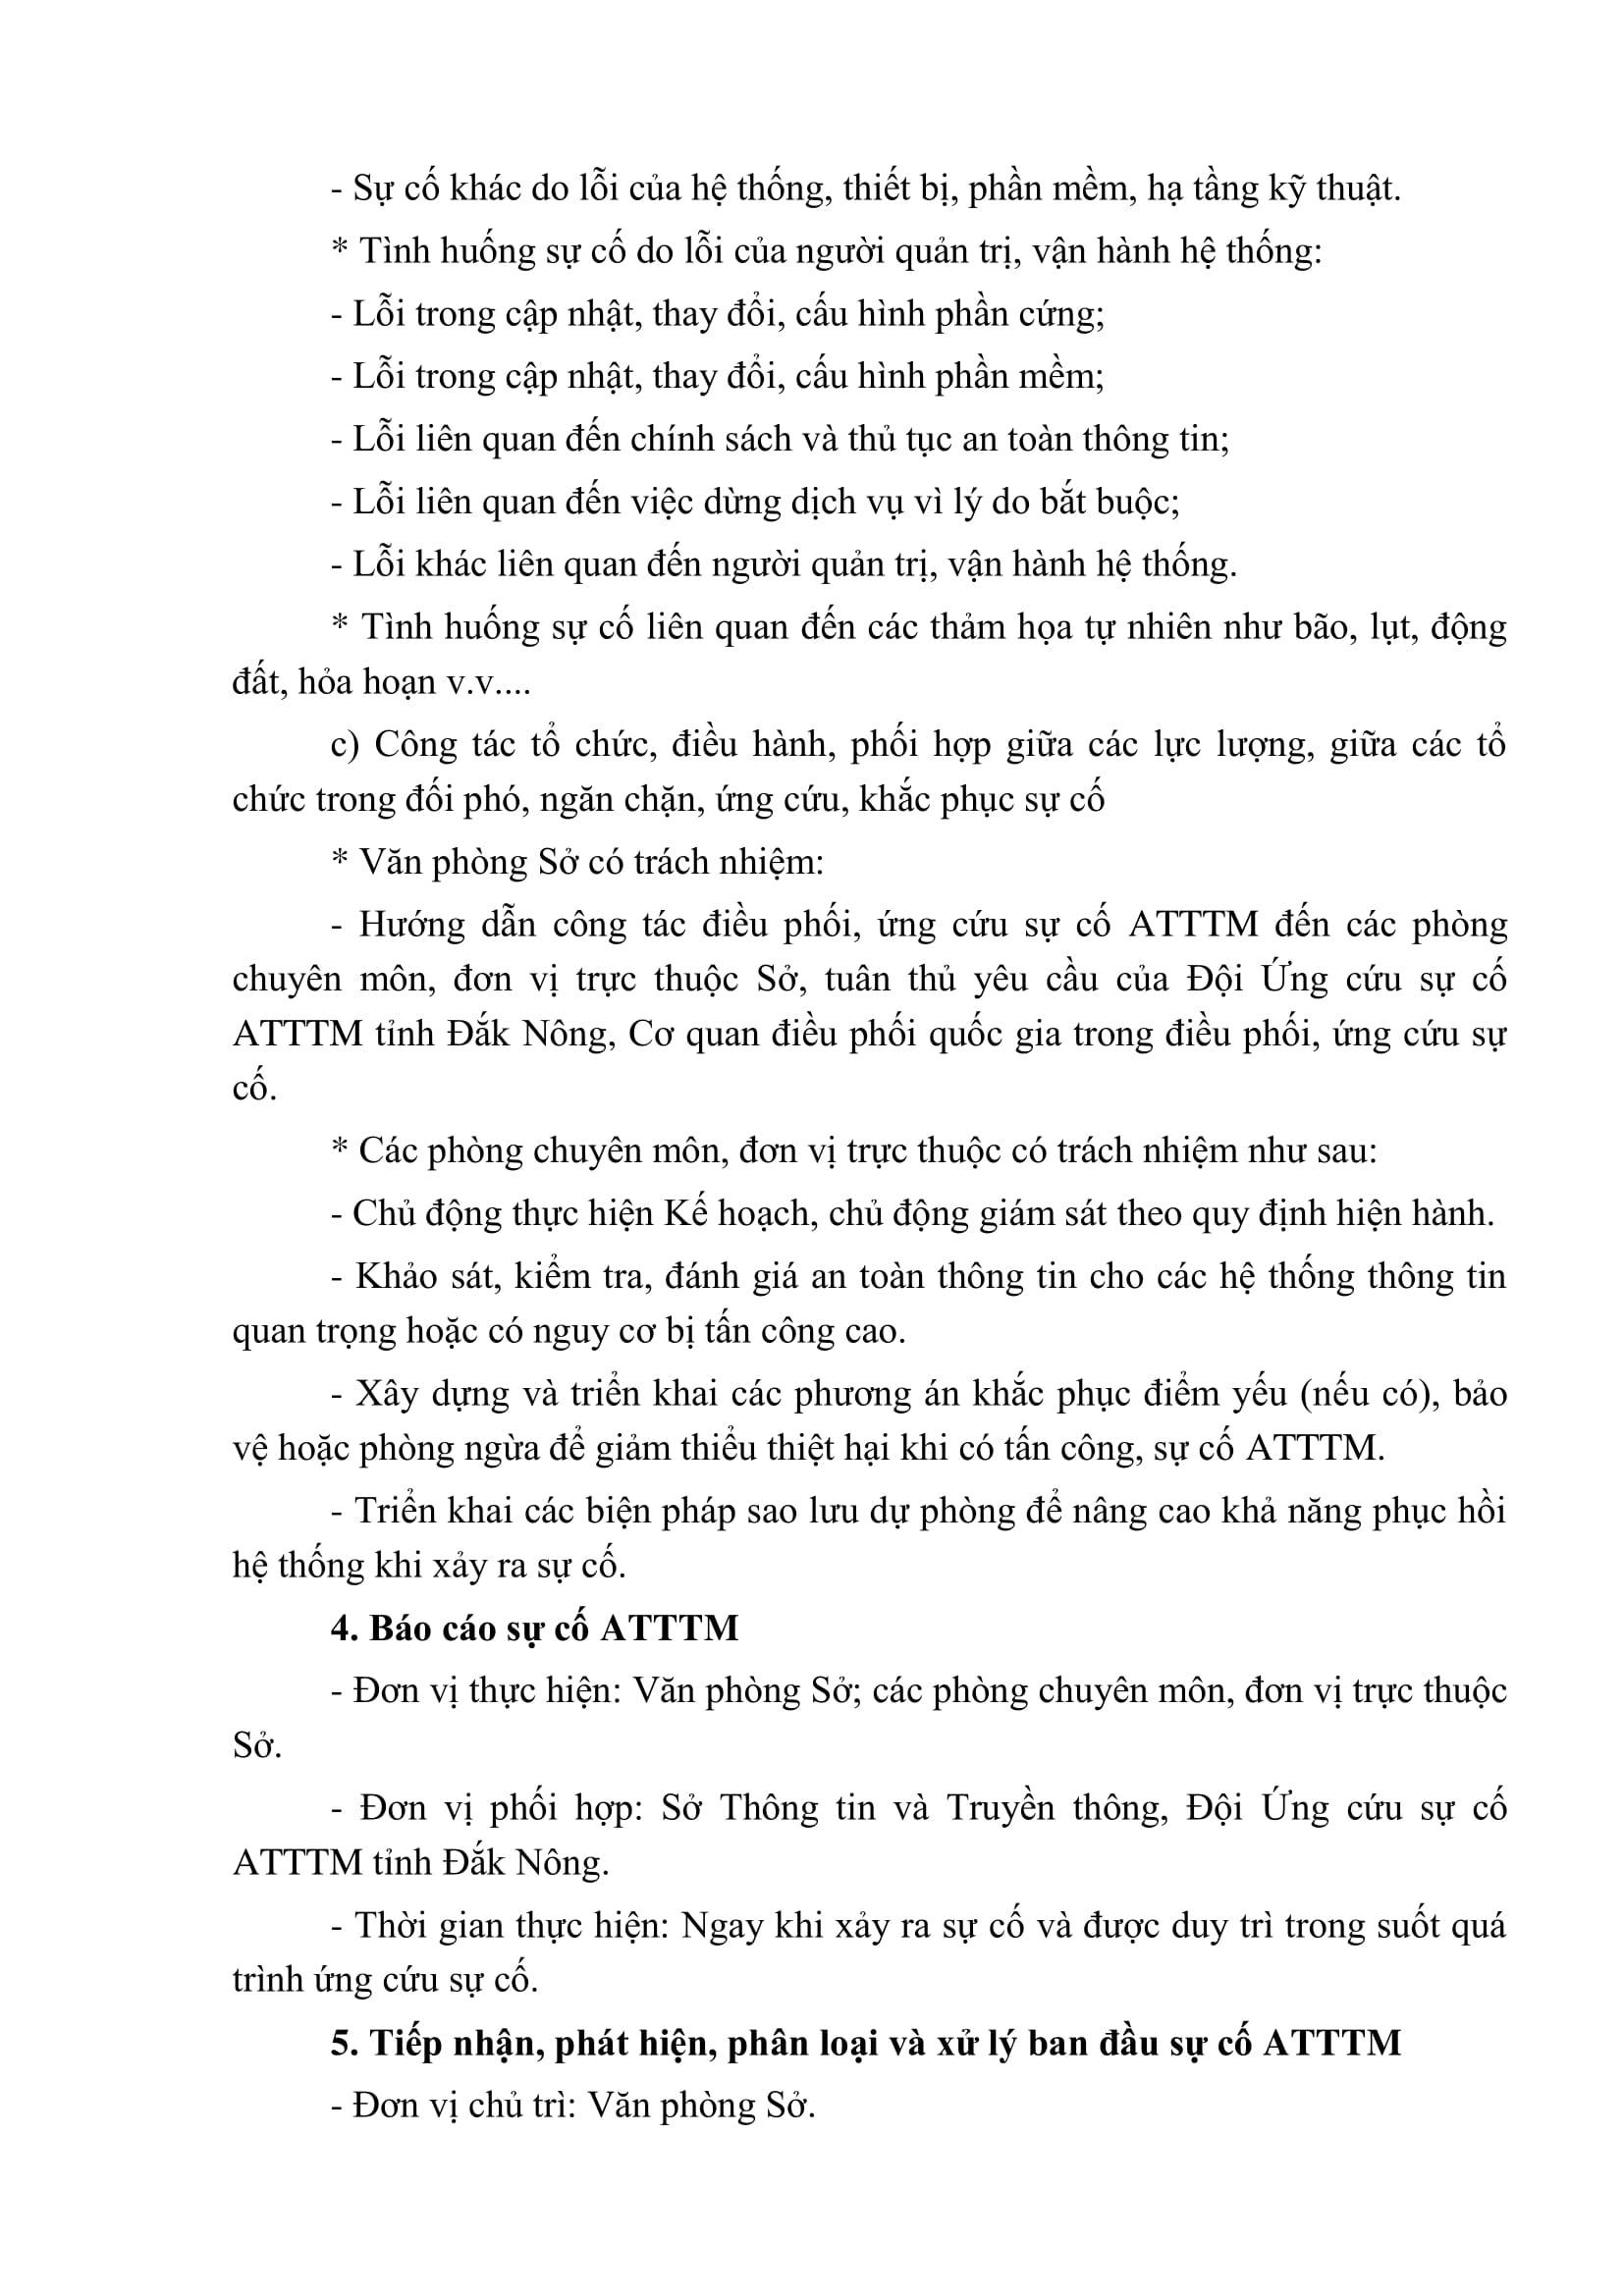 - Sự cố khác do lỗi của hệ thống, thiết bị, phần mềm, hạ tầng kỹ thuật.
* Tình huống sự cố do lỗi của người quản trị, vận hành hệ thống:
- Lỗi trong cập nhật, thay đổi, cấu hình phần cứng;
- Lỗi trong cập nhật, thay đổi, cấu hình phần mềm;
- Lỗi liên quan đến chính sách và thủ tục an toàn thông tin;
- Lỗi liên quan đến việc dừng dịch vụ vì lý do bắt buộc;
- Lỗi khác liên quan đến người quản trị, vận hành hệ thống.
* Tình huống sự cố liên quan đến các thảm họa tự nhiên như bão, lụt, động
đất, hỏa hoạn v.v....
c) Công tác tổ chức, điều hành, phối hợp giữa các lực lượng, giữa các tổ
chức trong đối phó, ngăn chặn, ứng cứu, khắc phục sự cố
* Văn phòng Sở có trách nhiệm:
- Hướng dẫn công tác điều phối, ứng cứu sự cố ATTTM đến các phòng
chuyên môn, đơn vị trực thuộc Sở, tuân thủ yêu cầu của Đội Ứng cứu sự cố
ATTTM tỉnh Đắk Nông, Cơ quan điều phối quốc gia trong điều phối, ứng cứu sự
cố.
* Các phòng chuyên môn, đơn vị trực thuộc có trách nhiệm như sau:
- Chủ động thực hiện Kế hoạch, chủ động giám sát theo quy định hiện hành.
- Khảo sát, kiểm tra, đánh giá an toàn thông tin cho các hệ thống thông tin
quan trọng hoặc có nguy cơ bị tấn công cao.
- Xây dựng và triển khai các phương án khắc phục điểm yếu (nếu có), bảo
vệ hoặc phòng ngừa để giảm thiểu thiệt hại khi có tấn công, sự cố ATTTM.
- Triển khai các biện pháp sao lưu dự phòng để nâng cao khả năng phục hồi
hệ thống khi xảy ra sự cố.
4. Báo cáo sự cố ATTTM
- Đơn vị thực hiện: Văn phòng Sở; các phòng chuyên môn, đơn vị trực thuộc
Sở.
- Đơn vị phối hợp: Sở Thông tin và Truyền thông, Đội Ứng cứu sự cố
ATTTM tỉnh Đắk Nông.
- Thời gian thực hiện: Ngay khi xảy ra sự cố và được duy trì trong suốt quá
trình ứng cứu sự cố.
5. Tiếp nhận, phát hiện, phân loại và xử lý ban đầu sự cố ATTTM
- Đơn vị chủ trì: Văn phòng Sở.